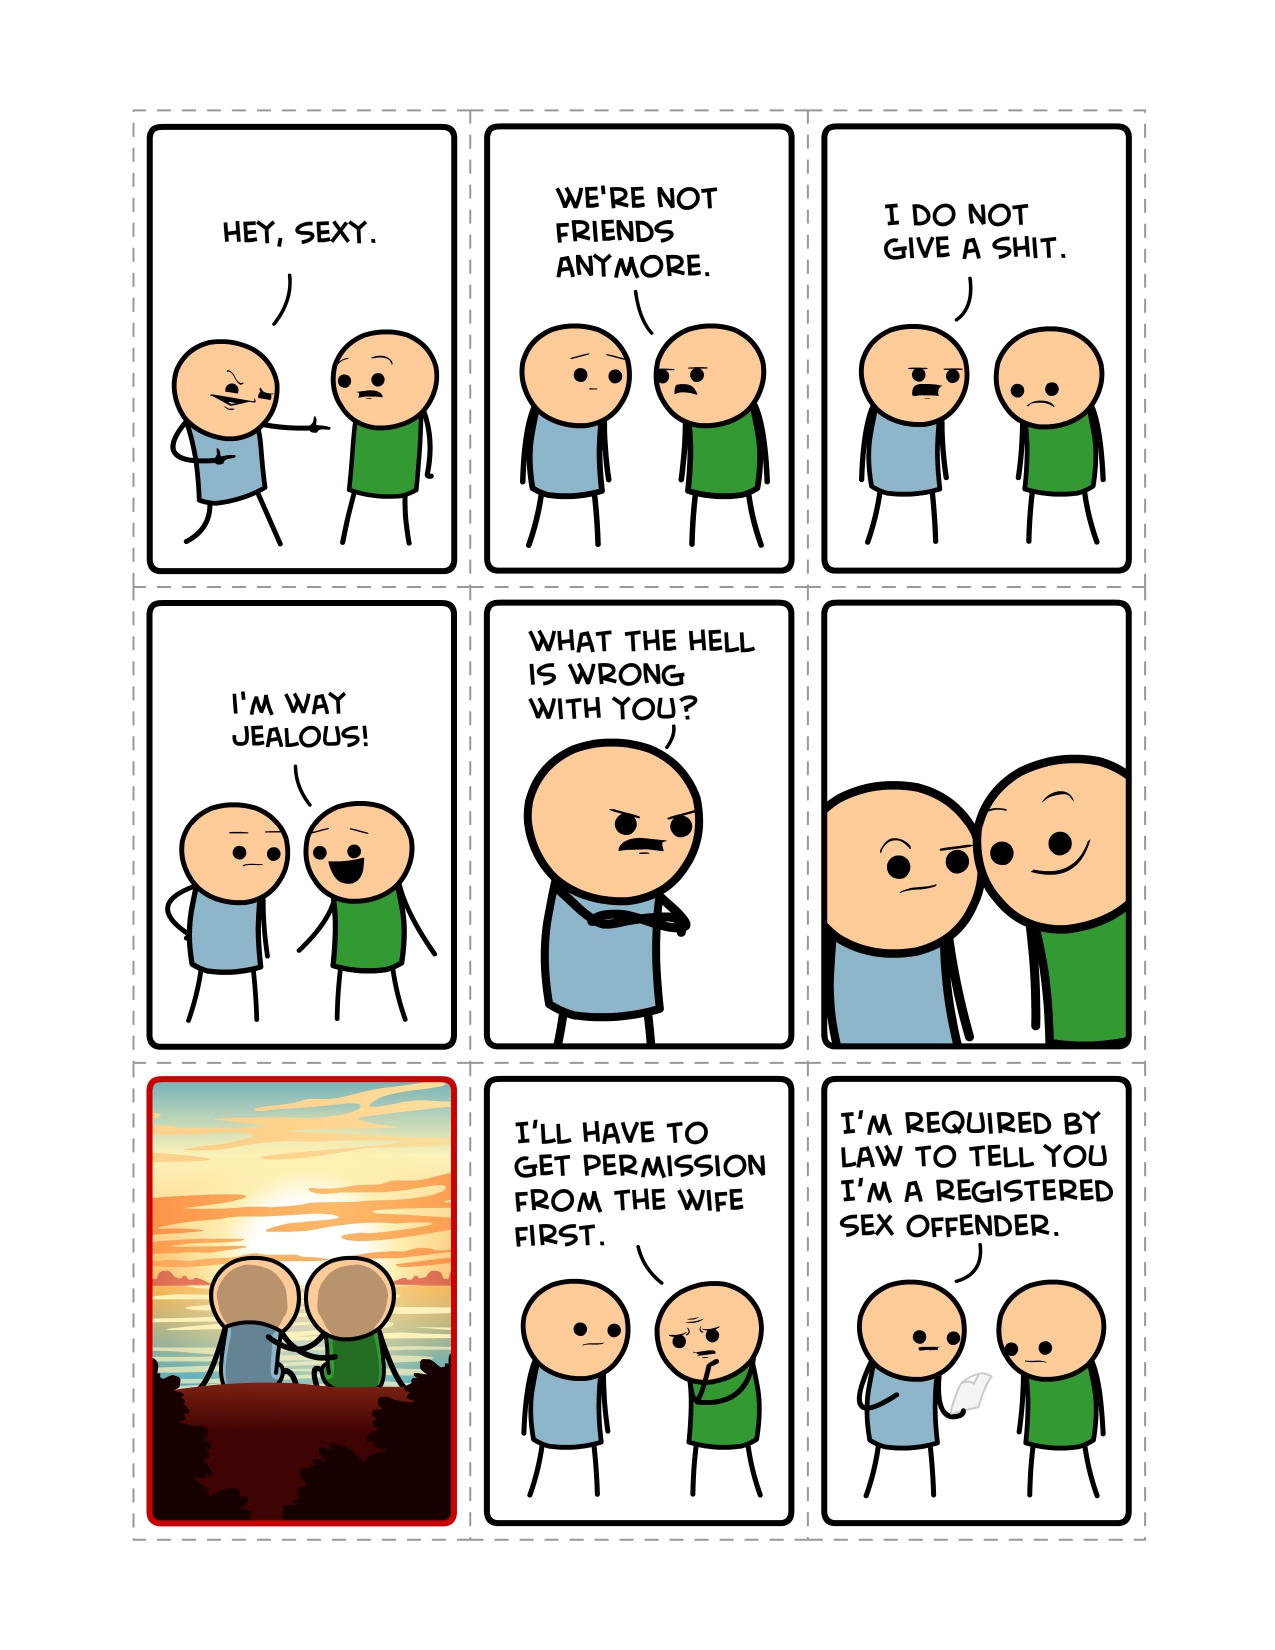 HEY, SEXY.
WE'RE NOT
FRIENDS
ANYMORE.
I DO NOT
GIVE A SHIT.
I'M WAY
JEALOUS!
WHAT THE HELL
IS WRONG
WITH YOU?
I'LL HAVE TO
GET PERMISSION
FROM THE WIFE
FIRST.
I'M REQUIRED BY
LAW TO TELL YOU
I'M A REGISTERED
SEX OFFENDER.